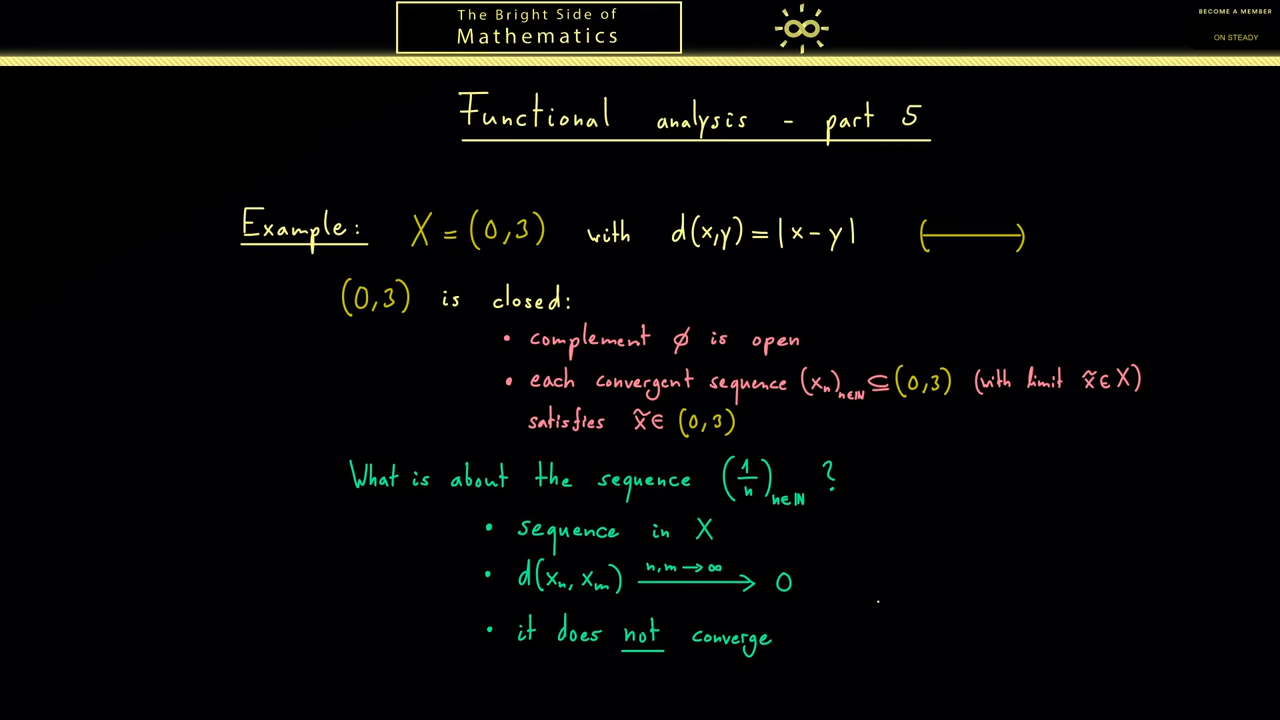 The Bright Side of
Mathematics
BECOME A MEMBER
ON STEADY
Functional analysis - part 5
Example: X = (0,3) with d(x,y) = |x - y|
(0,3) is closed:
• complement ∅ is open
• each convergent sequence (xₙ)ₙ∈ℕ ⊆ (0,3) (with limit x̃ ∈ X)
satisfies x̃ ∈ (0,3)
What is about the sequence (1/n)ₙ∈ℕ ?
• sequence in X
• d(xₙ, xₘ) n,m → ∞ ⟶ 0
• it does not converge